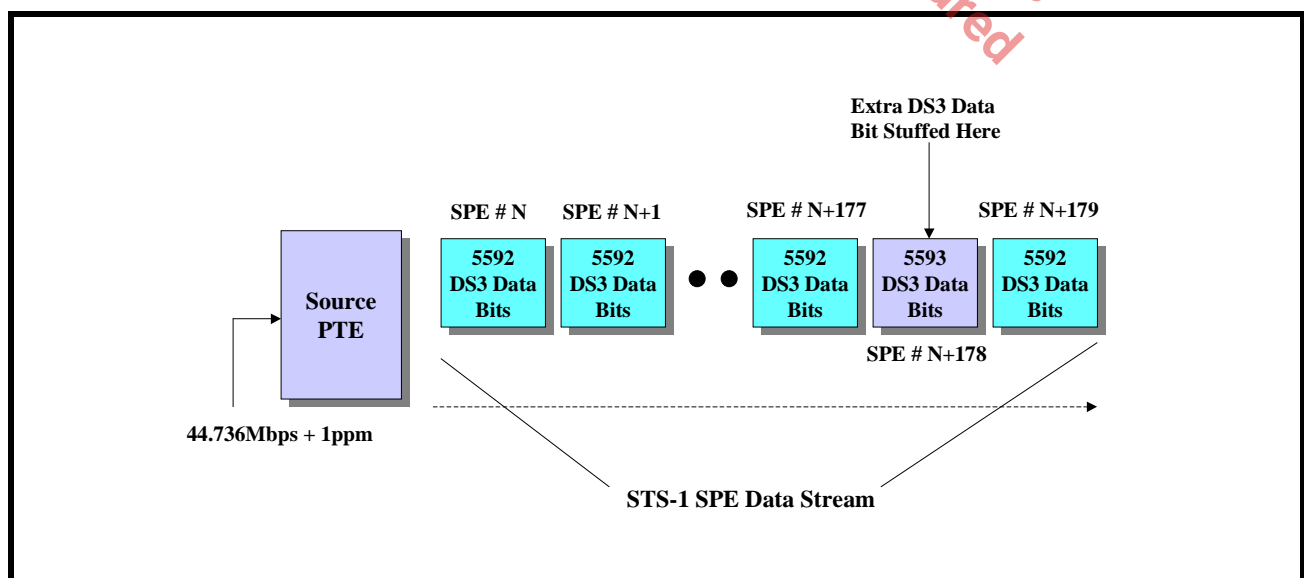 Extra DS3 Data
Bit Stuffed Here
SPE # N
SPE # N+1
SPE # N+177
SPE # N+179
Source
PTE
5592
DS3 Data
Bits
5592
DS3 Data
Bits
5592
DS3 Data
Bits
5593
DS3 Data
Bits
5592
DS3 Data
Bits
SPE # N+178
44.736Mbps + 1ppm
STS-1 SPE Data Stream